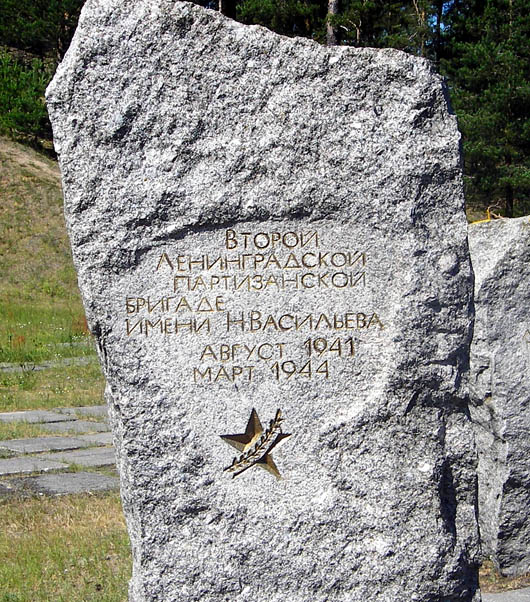 ВТОРОЙ
ЛЕНИНГРАДСКОЙ
ПАРТИЗАНСКОЙ
БРИГАДЕ
ИМЕНИ Н.ВАСИЛЬЕВА
АВГУСТ 1941
МАРТ 1944